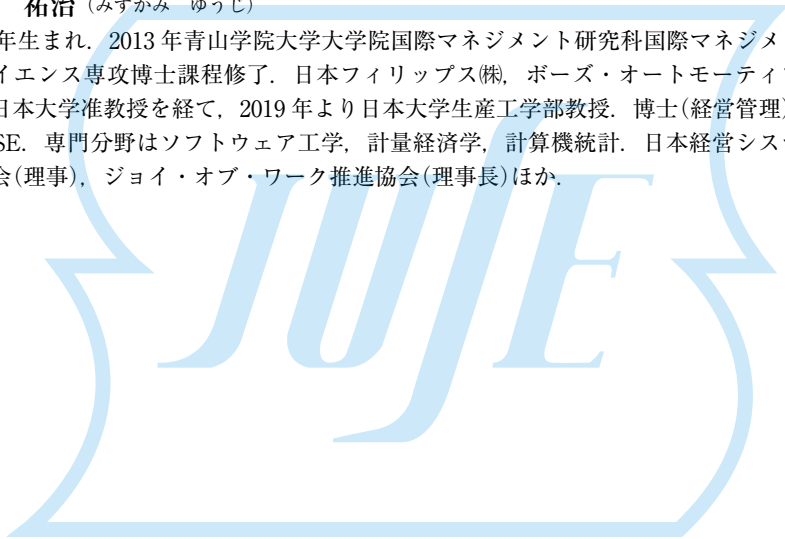 祐治(みずかみ ゆうじ)
年生まれ.2013年青山学院大学大学院国際マネジメント研究科国際マネジメ
イエンス専攻博士課程修了.日本フィリップス㈱,ボーズ・オートモーティ
日本大学准教授を経て,2019年より日本大学生産工学部教授.博士(経営管理)
SE.専門分野はソフトウェア工学,計量経済学,計算機統計.日本経営シス
会(理事),ジョイ・オブ・ワーク推進協会(理事長)ほか.
JUSE